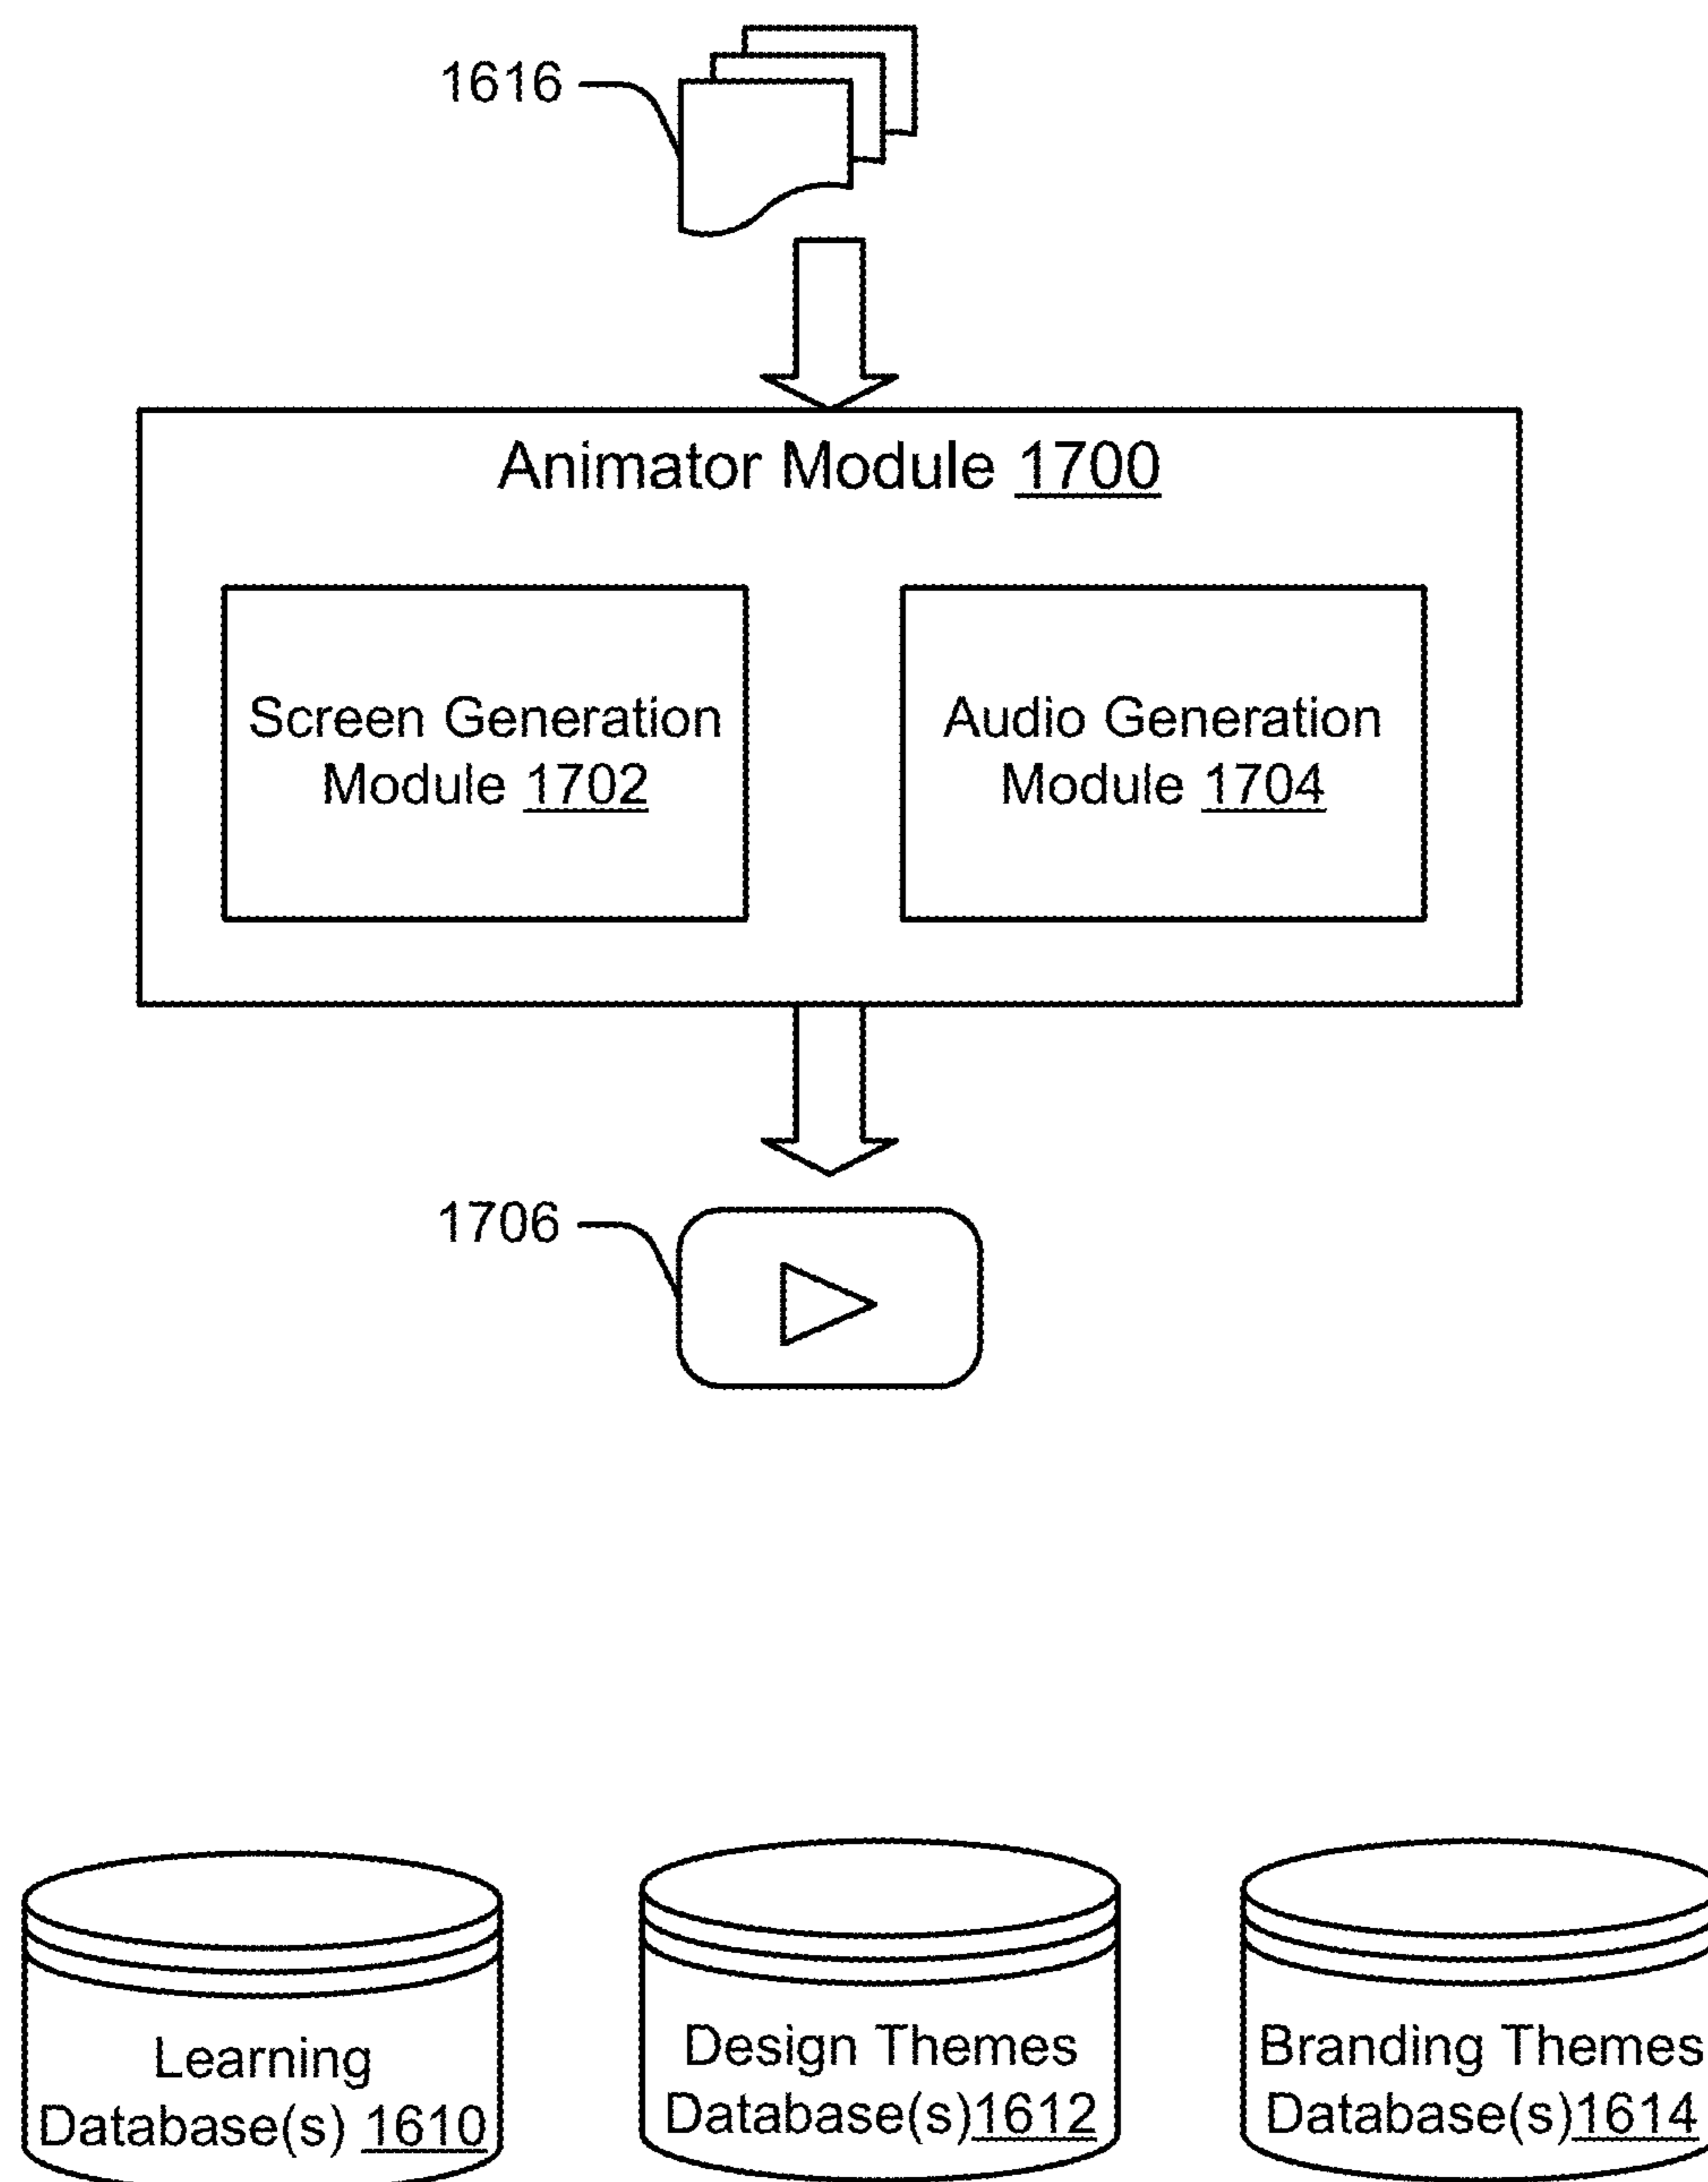 1616
Animator Module 1700
Screen Generation
Module 1702
Audio Generation
Module 1704
1706
Learning
Database(s) 1610
Design Themes
Database(s)1612
Branding Themes
Database(s)1614